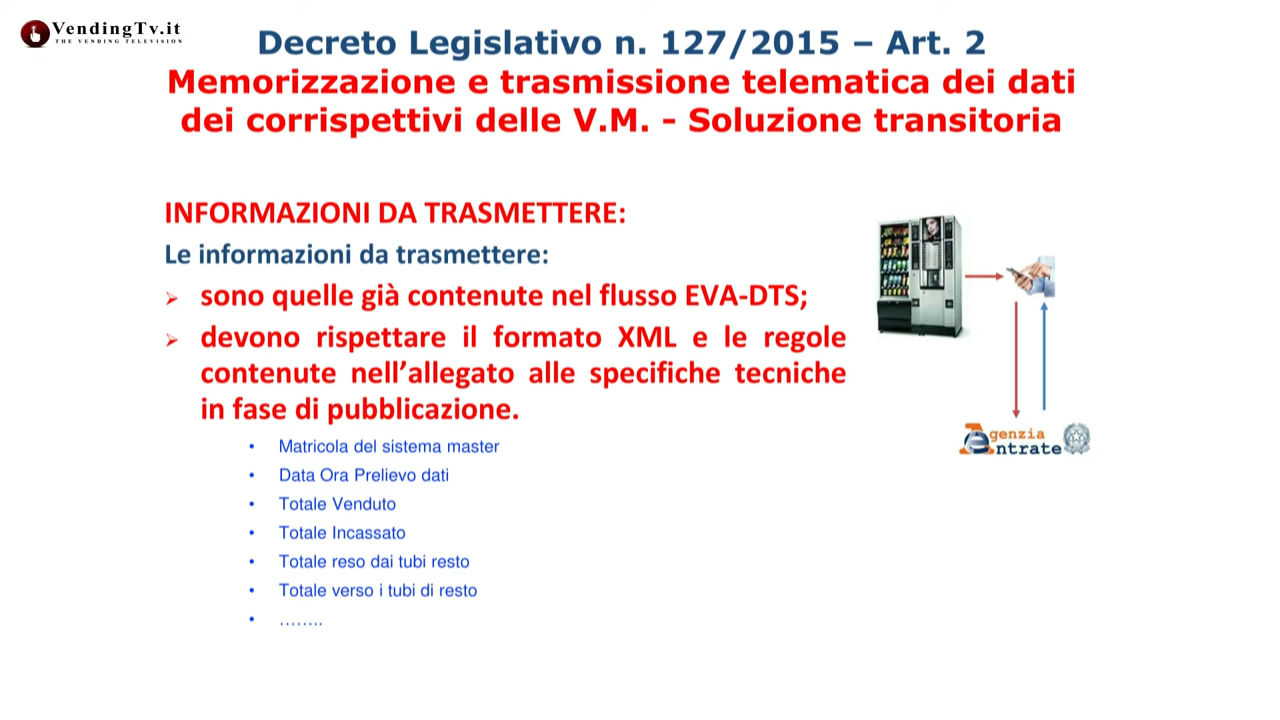 VendingTv.it
THE VENDING TELEVISION
Decreto Legislativo n. 127/2015 – Art. 2
Memorizzazione e trasmissione telematica dei dati
dei corrispettivi delle V.M. - Soluzione transitoria
INFORMAZIONI DA TRASMETTERE:
Le informazioni da trasmettere:
➢ sono quelle già contenute nel flusso EVA-DTS;
➢ devono rispettare il formato XML e le regole
contenute nell’allegato alle specifiche tecniche
in fase di pubblicazione.
• Matricola del sistema master
• Data Ora Prelievo dati
• Totale Venduto
• Totale Incassato
• Totale reso dai tubi resto
• Totale verso i tubi di resto
• ……..
Agenzia
Entrate